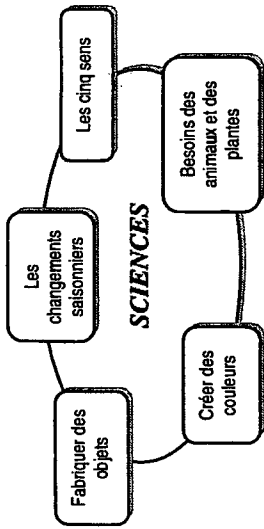 Les
changements
saisonniers
Les cinq sens
Besoins des
animaux et des
plantes
Créer des
couleurs
Fabriquer des
objets
SCIENCES